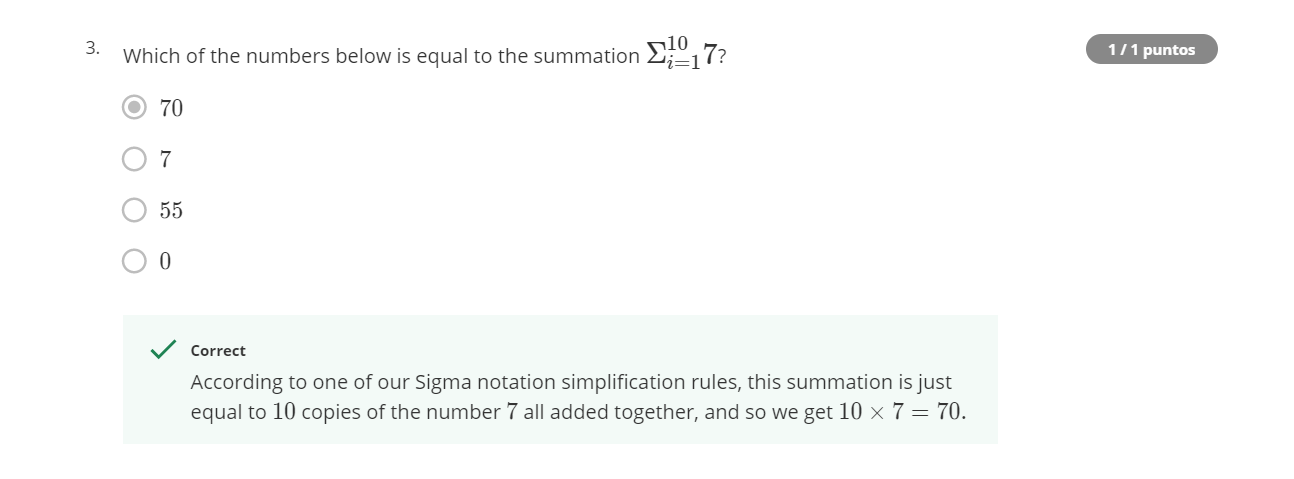 3. Which of the numbers below is equal to the summation $\Sigma_{i=1}^{10} 7$?
1 / 1 puntos
70
7
55
0
Correct
According to one of our Sigma notation simplification rules, this summation is just
equal to 10 copies of the number 7 all added together, and so we get 10 × 7 = 70.